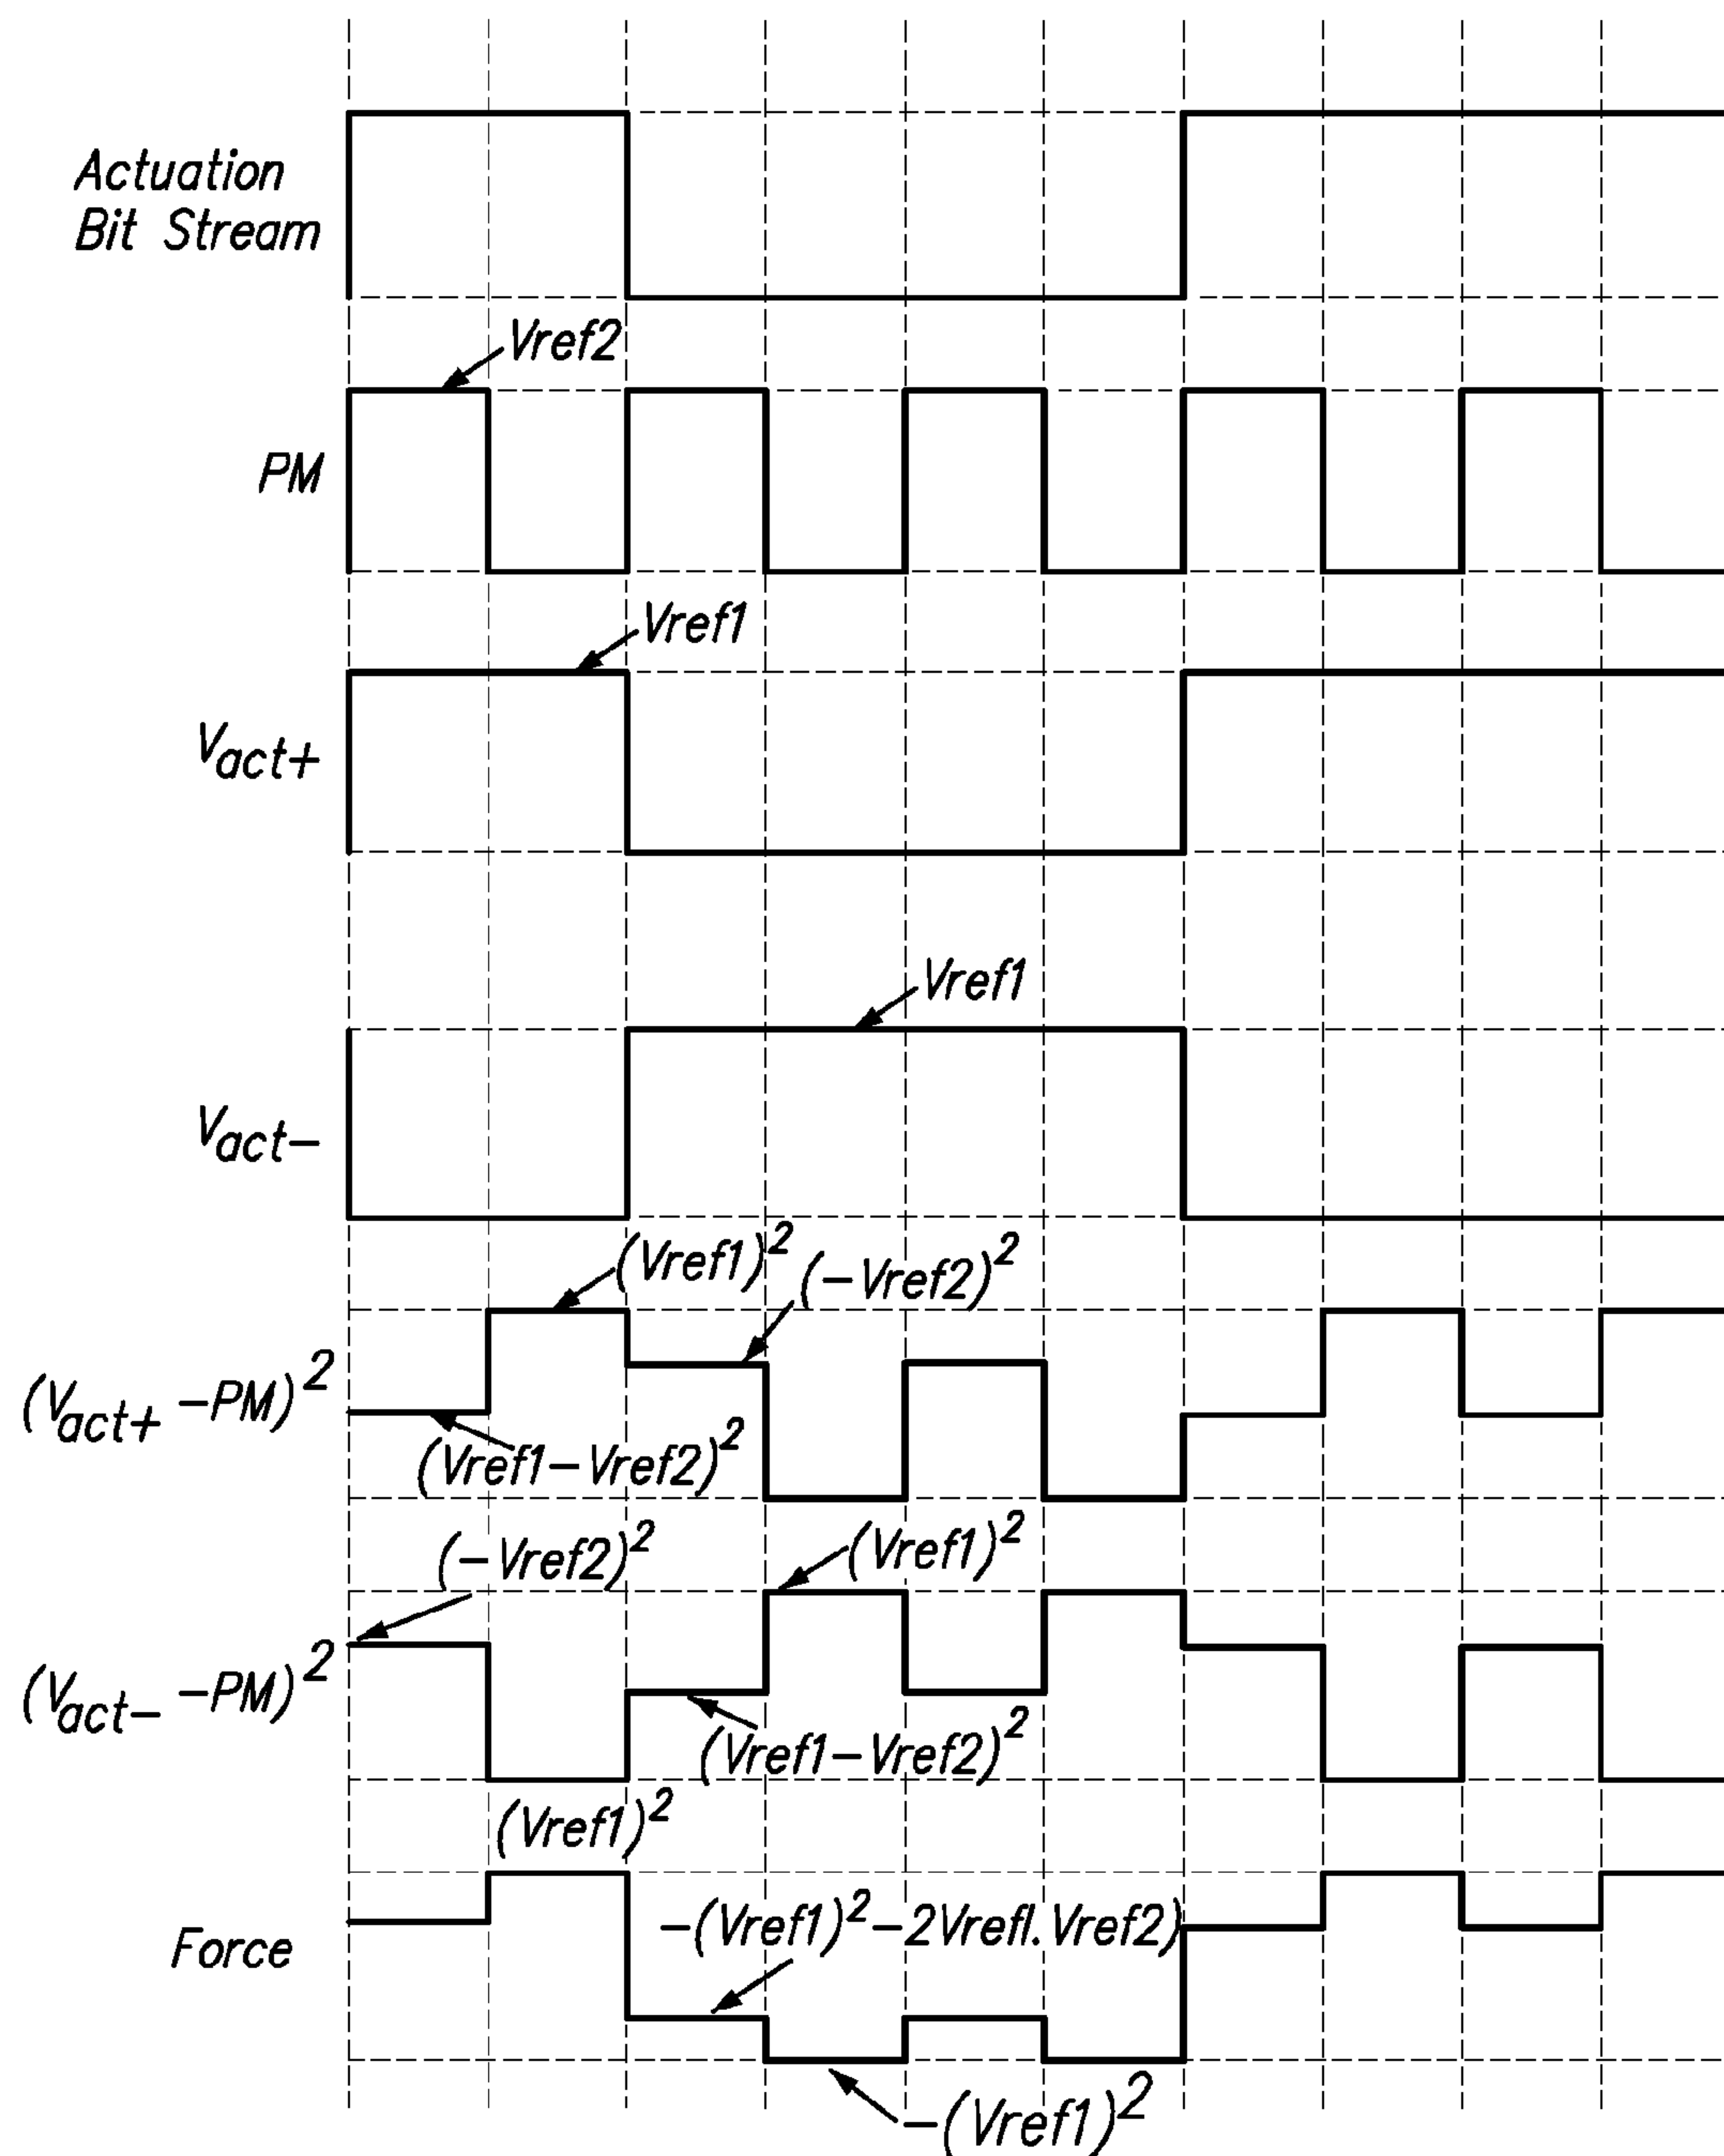 Actuation
Bit Stream
Vref2
PM
Vref1
Vact+
Vref1
Vact−
(Vref1)²
(−Vref2)²
(Vact+ −PM)²
(Vref1−Vref2)²
(−Vref2)²
(Vref1)²
(Vact− −PM)²
(Vref1−Vref2)²
(Vref1)²
−(Vref1)²−2Vrefl.Vref2)
Force
−(Vref1)²